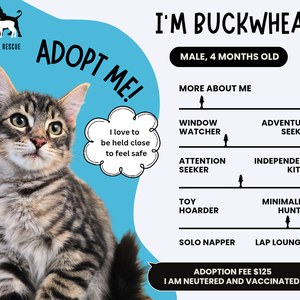 RESCUE
ADOPT ME!
I love to
be held close
to feel safe
I'M BUCKWHEA
MALE, 4 MONTHS OLD
MORE ABOUT ME
WINDOW
WATCHER
ADVENTU
SEEK
ATTENTION
SEEKER
INDEPENDEN
KIT
TOY
HOARDER
MINIMALI
HUNT
SOLO NAPPER
LAP LOUNG
ADOPTION FEE $125
I AM NEUTERED AND VACCINATED